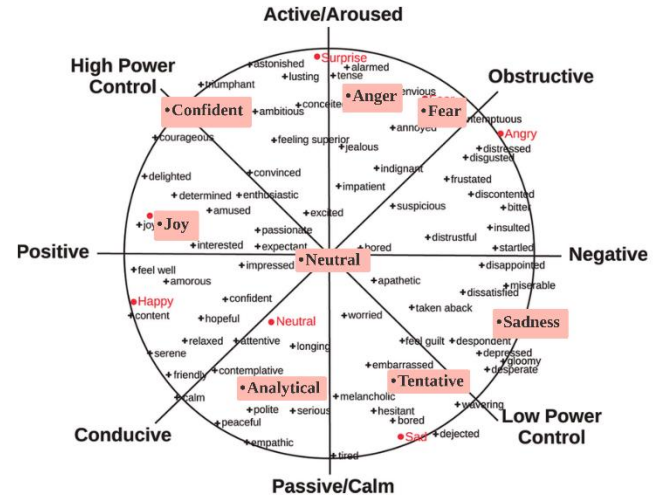 Active/Aroused
Surprise
astonished
alarmed
High Power
Control
lusting
tense
Obstructive
triumphant
Anger
envious
Confident
ambitious
conceited
Fear
annoyed
Angry
courageous
feeling superior
jealous
distressed
disgusted
convinced
indignant
frustated
delighted
impatient
discontented
determined
enthusiastic
bitter
amused
excited
suspicious
joy
Joy
passionate
insulted
distrustful
interested
expectant
bored
startled
Positive
Neutral
Negative
feel well
impressed
disappointed
amorous
apathetic
miserable
dissatisfied
Happy
confident
taken aback
content
hopeful
Neutral
worried
Sadness
relaxed
attentive
longing
feel guilt
despondent
serene
depressed
gloomy
friendly
contemplative
embarrassed
desperate
Analytical
Tentative
calm
melancholic
wavering
polite
serious
hesitant
Low Power
Control
peaceful
bored
Conducive
empathic
Sad
dejected
tired
Passive/Calm